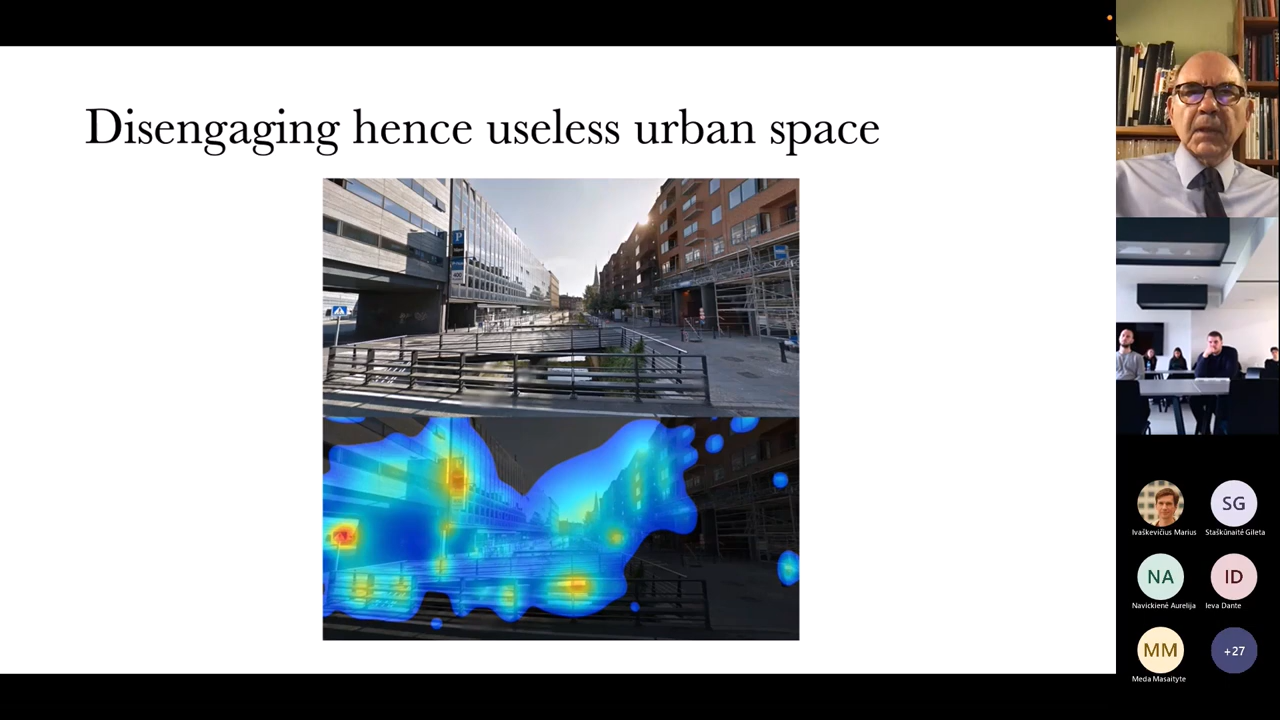 Disengaging hence useless urban space
P
400
SG
Ivaškevičius Marius
Staškūnaitė Gileta
NA
ID
Navickienė Aurelija
Ieva Dante
MM
+27
Meda Masaityte